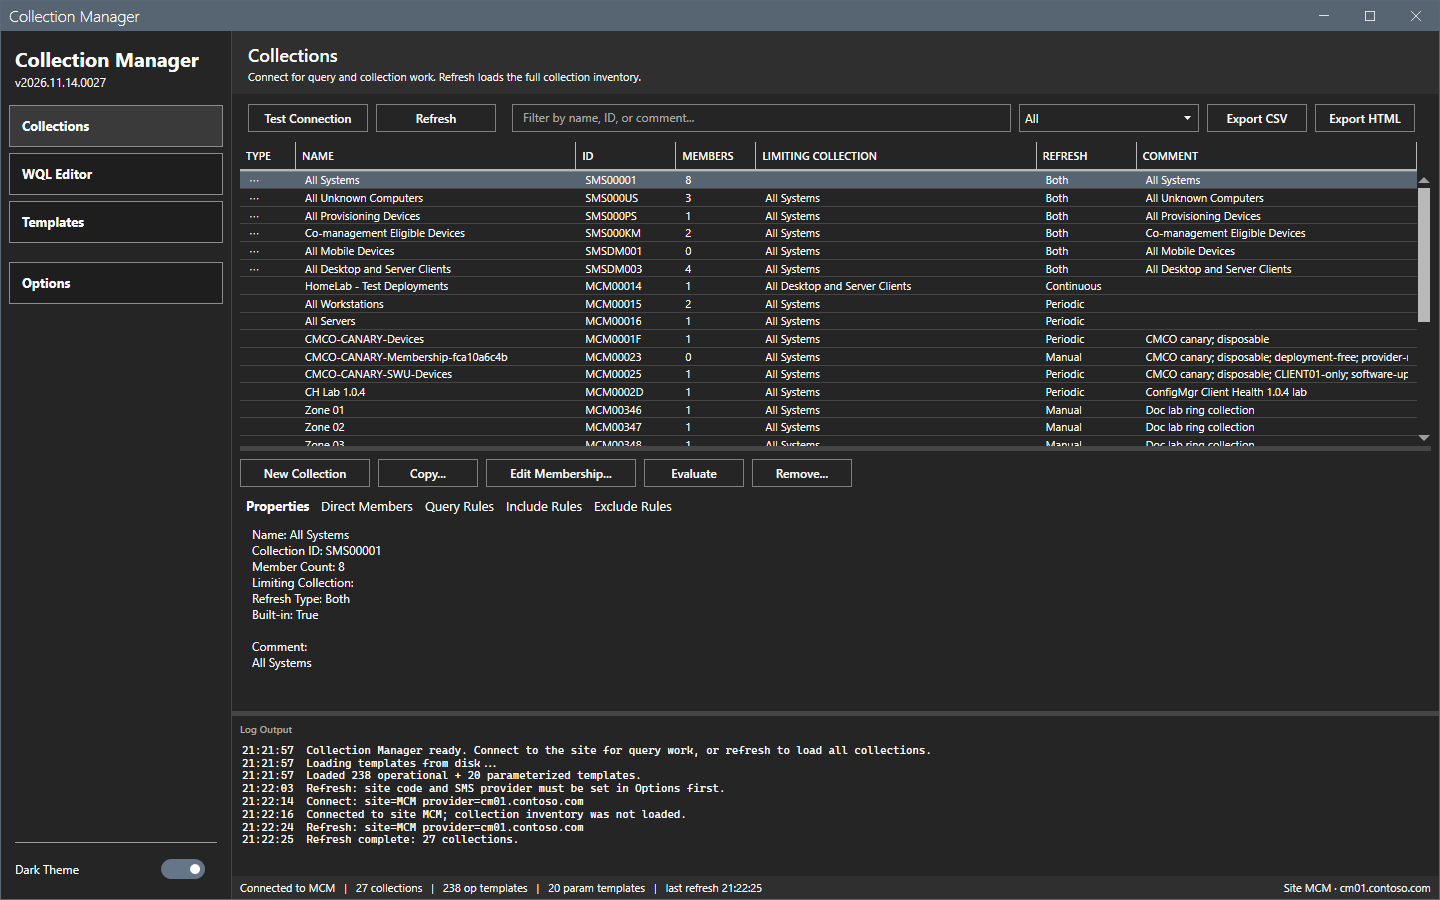 Collection Manager
Collection Manager
v2026.11.14.0027
Collections
WQL Editor
Templates
Options
Dark Theme
Collections
Connect for query and collection work. Refresh loads the full collection inventory.
Test Connection Refresh Filter by name, ID, or comment... All Export CSV Export HTML
TYPE NAME ID MEMBERS LIMITING COLLECTION REFRESH COMMENT
... All Systems SMS00001 8 Both All Systems
... All Unknown Computers SMS000US 3 All Systems Both All Unknown Computers
... All Provisioning Devices SMS000PS 1 All Systems Both All Provisioning Devices
... Co-management Eligible Devices SMS000KM 2 All Systems Both Co-management Eligible Devices
... All Mobile Devices SMSDM001 0 All Systems Both All Mobile Devices
... All Desktop and Server Clients SMSDM003 4 All Systems Both All Desktop and Server Clients
HomeLab - Test Deployments MCM00014 1 All Desktop and Server Clients Continuous
All Workstations MCM00015 2 All Systems Periodic
All Servers MCM00016 1 All Systems Periodic
CMCO-CANARY-Devices MCM0001F 1 All Systems Periodic CMCO canary; disposable
CMCO-CANARY-Membership-fca10a6c4b MCM00023 0 All Systems Manual CMCO canary; disposable; deployment-free; provider-
CMCO-CANARY-SWU-Devices MCM00025 1 All Systems Periodic CMCO canary; disposable; CLIENT01-only; software-up
CH Lab 1.0.4 MCM0002D 1 All Systems Periodic ConfigMgr Client Health 1.0.4 lab
Zone 01 MCM00346 1 All Systems Manual Doc lab ring collection
Zone 02 MCM00347 1 All Systems Manual Doc lab ring collection
Zone 03 MCM00348 1 All Systems Manual Doc lab ring collection
New Collection Copy... Edit Membership... Evaluate Remove...
Properties Direct Members Query Rules Include Rules Exclude Rules
Name: All Systems
Collection ID: SMS00001
Member Count: 8
Limiting Collection:
Refresh Type: Both
Built-in: True
Comment:
All Systems
Log Output
21:21:57 Collection Manager ready. Connect to the site for query work, or refresh to load all collections.
21:21:57 Loading templates from disk...
21:21:57 Loaded 238 operational + 20 parameterized templates.
21:22:03 Refresh: site code and SMS provider must be set in Options first.
21:22:14 Connect: site=MCM provider=cm01.contoso.com
21:22:16 Connected to site MCM; collection inventory was not loaded.
21:22:24 Refresh: site=MCM provider=cm01.contoso.com
21:22:25 Refresh complete: 27 collections.
Connected to MCM | 27 collections | 238 op templates | 20 param templates | last refresh 21:22:25 Site MCM · cm01.contoso.com